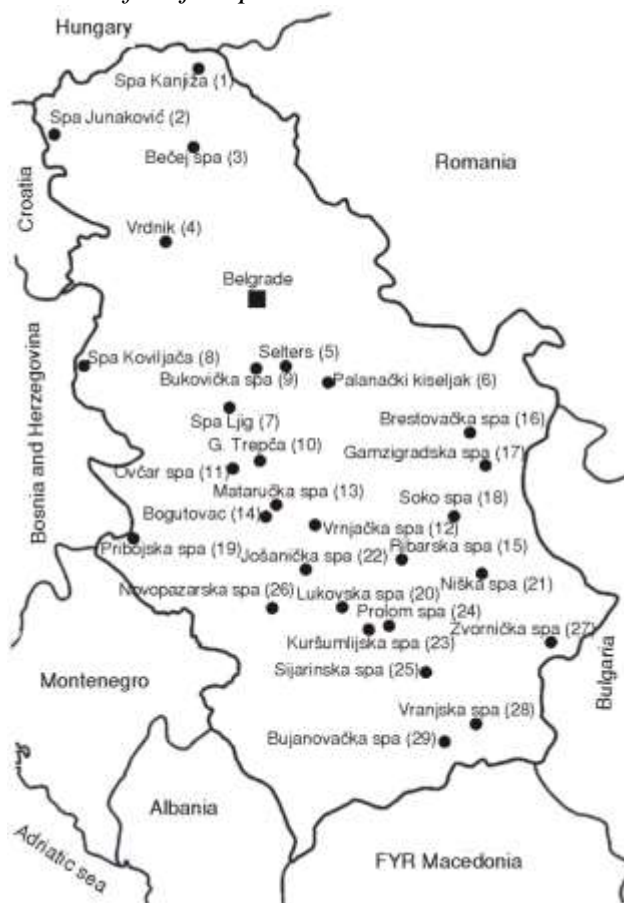 Hungary
Spa Kanjiža (1)
Spa Junaković (2)
Bečej spa (3)
Romania
Croatia
Vrdnik (4)
Belgrade
Bosnia and Herzegovina
Spa Koviljača (8)
Selters (5)
Bukovička spa (9)
Palanački kiseljak (6)
Spa Ljig (7)
Brestovačka spa (16)
G. Trepča (10)
Gamzigradska spa (17)
Ovčar spa (11)
Mataručka spa (13)
Soko spa (18)
Bogutovac (14)
Vrnjačka spa (12)
Pribojska spa (19)
Ribarska spa (15)
Jošanička spa (22)
Niška spa (21)
Novopazarska spa (26)
Lukovska spa (20)
Prolom spa (24)
Zvornička spa (27)
Kuršumlijska spa (23)
Sijarinska spa (25)
Montenegro
Bulgaria
Vranjska spa (28)
Bujanovačka spa (29)
Albania
Adriatic sea
FYR Macedonia